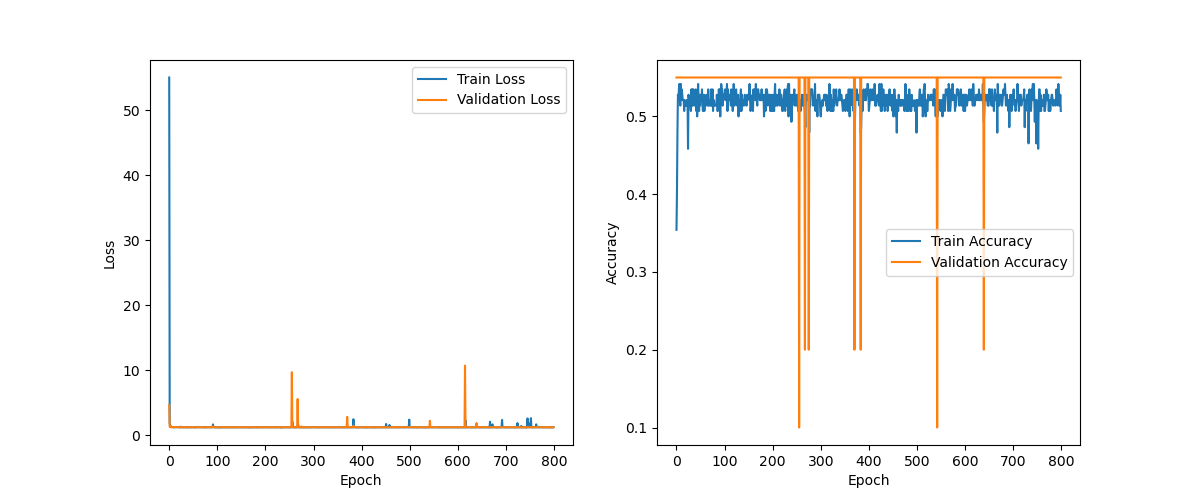 Train Loss
Validation Loss
50
40
30
20
10
0
Loss
0 100 200 300 400 500 600 700 800
Epoch
0.5
0.4
0.3
0.2
0.1
Accuracy
Train Accuracy
Validation Accuracy
0 100 200 300 400 500 600 700 800
Epoch